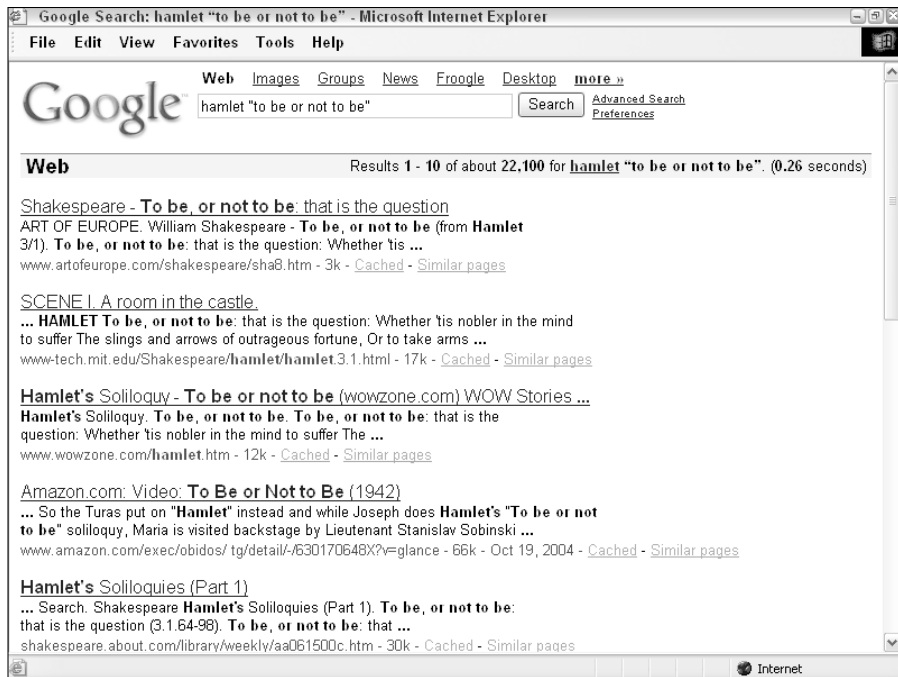 Google Search: hamlet “to be or not to be” - Microsoft Internet Explorer
File Edit View Favorites Tools Help
Web Images Groups News Froogle Desktop more »
Google™
hamlet "to be or not to be" Search Advanced Search
Preferences
Web Results 1 - 10 of about 22,100 for hamlet “to be or not to be”. (0.26 seconds)
Shakespeare - To be, or not to be: that is the question
ART OF EUROPE. William Shakespeare - To be, or not to be (from Hamlet
3/1). To be, or not to be: that is the question: Whether 'tis ...
www.artofeurope.com/shakespeare/sha8.htm - 3k - Cached - Similar pages
SCENE I. A room in the castle.
... HAMLET To be, or not to be: that is the question: Whether 'tis nobler in the mind
to suffer The slings and arrows of outrageous fortune, Or to take arms ...
www-tech.mit.edu/Shakespeare/hamlet/hamlet.3.1.html - 17k - Cached - Similar pages
Hamlet's Soliloquy - To be or not to be (wowzone.com) WOW Stories ...
Hamlet's Soliloquy. To be, or not to be. To be, or not to be: that is the
question: Whether 'tis nobler in the mind to suffer The ...
www.wowzone.com/hamlet.htm - 12k - Cached - Similar pages
Amazon.com: Video: To Be or Not to Be (1942)
... So the Turas put on "Hamlet" instead and while Joseph does Hamlet's "To be or not
to be" soliloquy, Maria is visited backstage by Lieutenant Stanislav Sobinski ...
www.amazon.com/exec/obidos/ tg/detail/-/630170648X?v=glance - 66k - Oct 19, 2004 - Cached - Similar pages
Hamlet's Soliloquies (Part 1)
... Search. Shakespeare Hamlet's Soliloquies (Part 1). To be, or not to be:
that is the question (3.1.64-98). To be, or not to be: that ...
shakespeare.about.com/library/weekly/aa061500c.htm - 30k - Cached - Similar pages
Internet